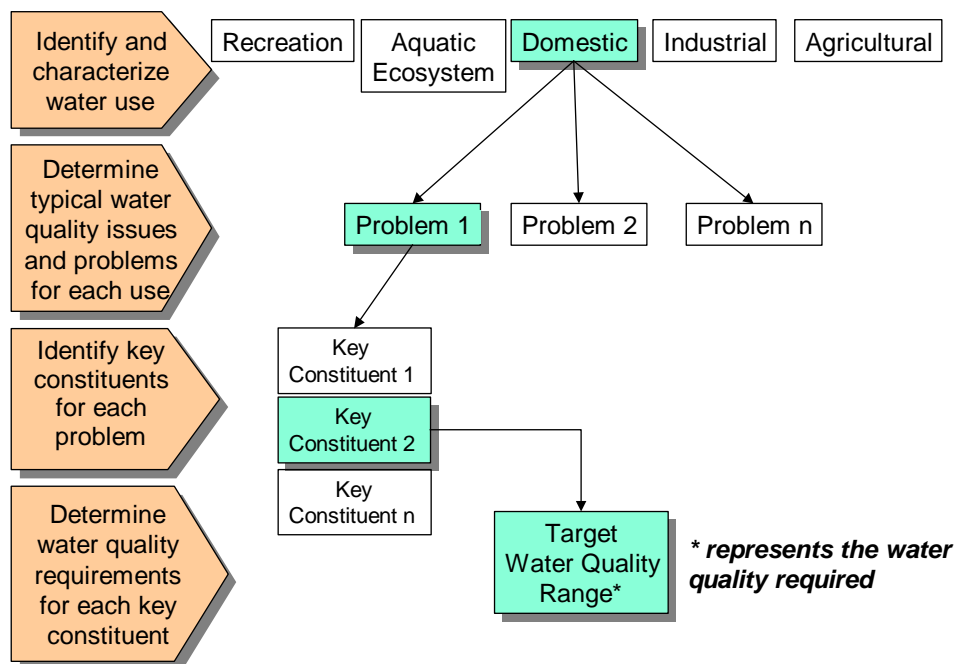 Identify and
characterize
water use
Recreation
Aquatic
Ecosystem
Domestic
Industrial
Agricultural
Determine
typical water
quality issues
and problems
for each use
Problem 1
Problem 2
Problem n
Identify key
constituents
for each
problem
Key
Constituent 1
Key
Constituent 2
Key
Constituent n
Determine
water quality
requirements
for each key
constituent
Target
Water Quality
Range*
* represents the water
quality required